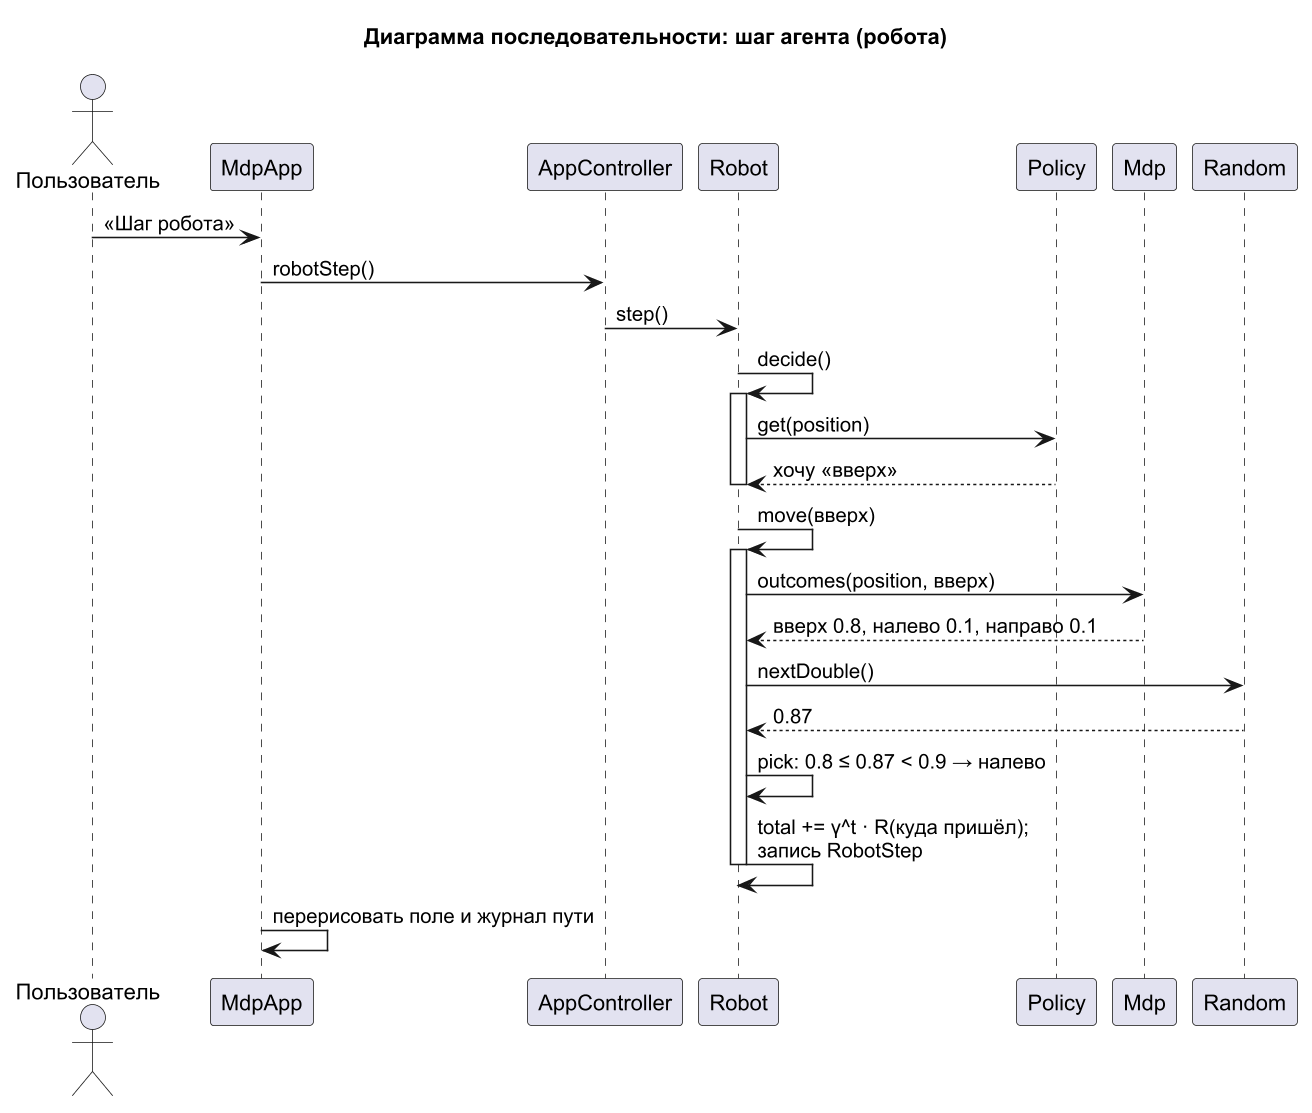 Диаграмма последовательности: шаг агента (робота)
Пользователь
MdpApp
AppController
Robot
Policy
Mdp
Random
«Шаг робота»
robotStep()
step()
decide()
get(position)
хочу «вверх»
move(вверх)
outcomes(position, вверх)
вверх 0.8, налево 0.1, направо 0.1
nextDouble()
0.87
pick: 0.8 ≤ 0.87 < 0.9 → налево
total += γ^t · R(куда пришёл);
запись RobotStep
перерисовать поле и журнал пути
Пользователь
MdpApp
AppController
Robot
Policy
Mdp
Random